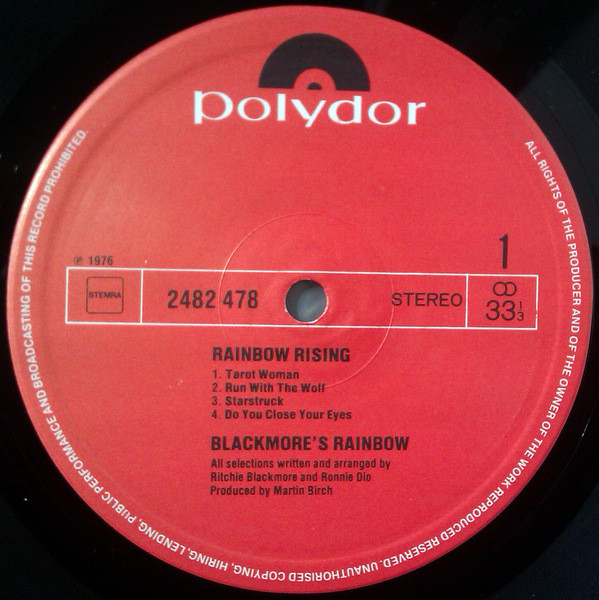 polydor
ALL RIGHTS OF THE PRODUCER AND OF THE OWNER OF THE WORK REPRODUCED RESERVED. UNAUTHORISED COPYING, HIRING, LENDING, PUBLIC PERFORMANCE AND BROADCASTING OF THIS RECORD PROHIBITED.
℗ 1976
1
STEMRA
2482 478
STEREO
33 1/3
RAINBOW RISING
1. Tarot Woman
2. Run With The Wolf
3. Starstruck
4. Do You Close Your Eyes
BLACKMORE'S RAINBOW
All selections written and arranged by
Ritchie Blackmore and Ronnie Dio
Produced by Martin Birch